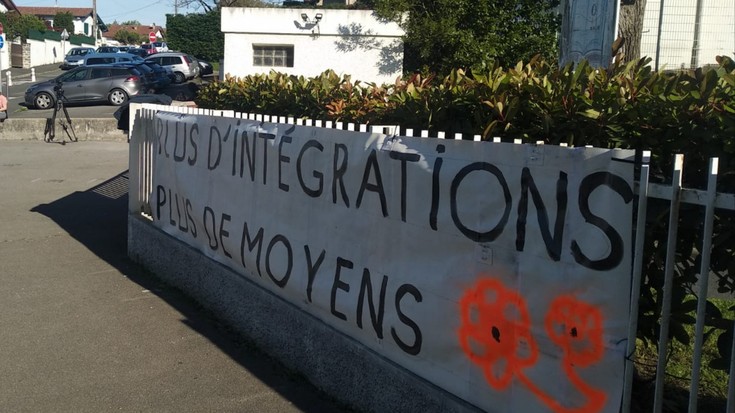 PLUS D'INTÉGRATIONS
PLUS DE MOYENS